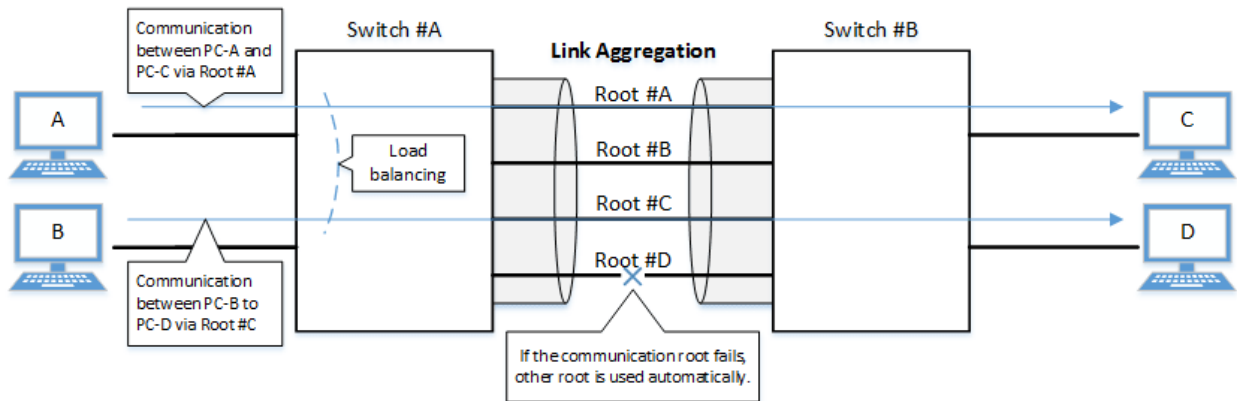 Communication
between PC-A and
PC-C via Root #A
Switch #A
Link Aggregation
Switch #B
A
Root #A
C
Load
balancing
Root #B
B
Root #C
D
Root #D
Communication
between PC-B to
PC-D via Root #C
If the communication root fails,
other root is used automatically.